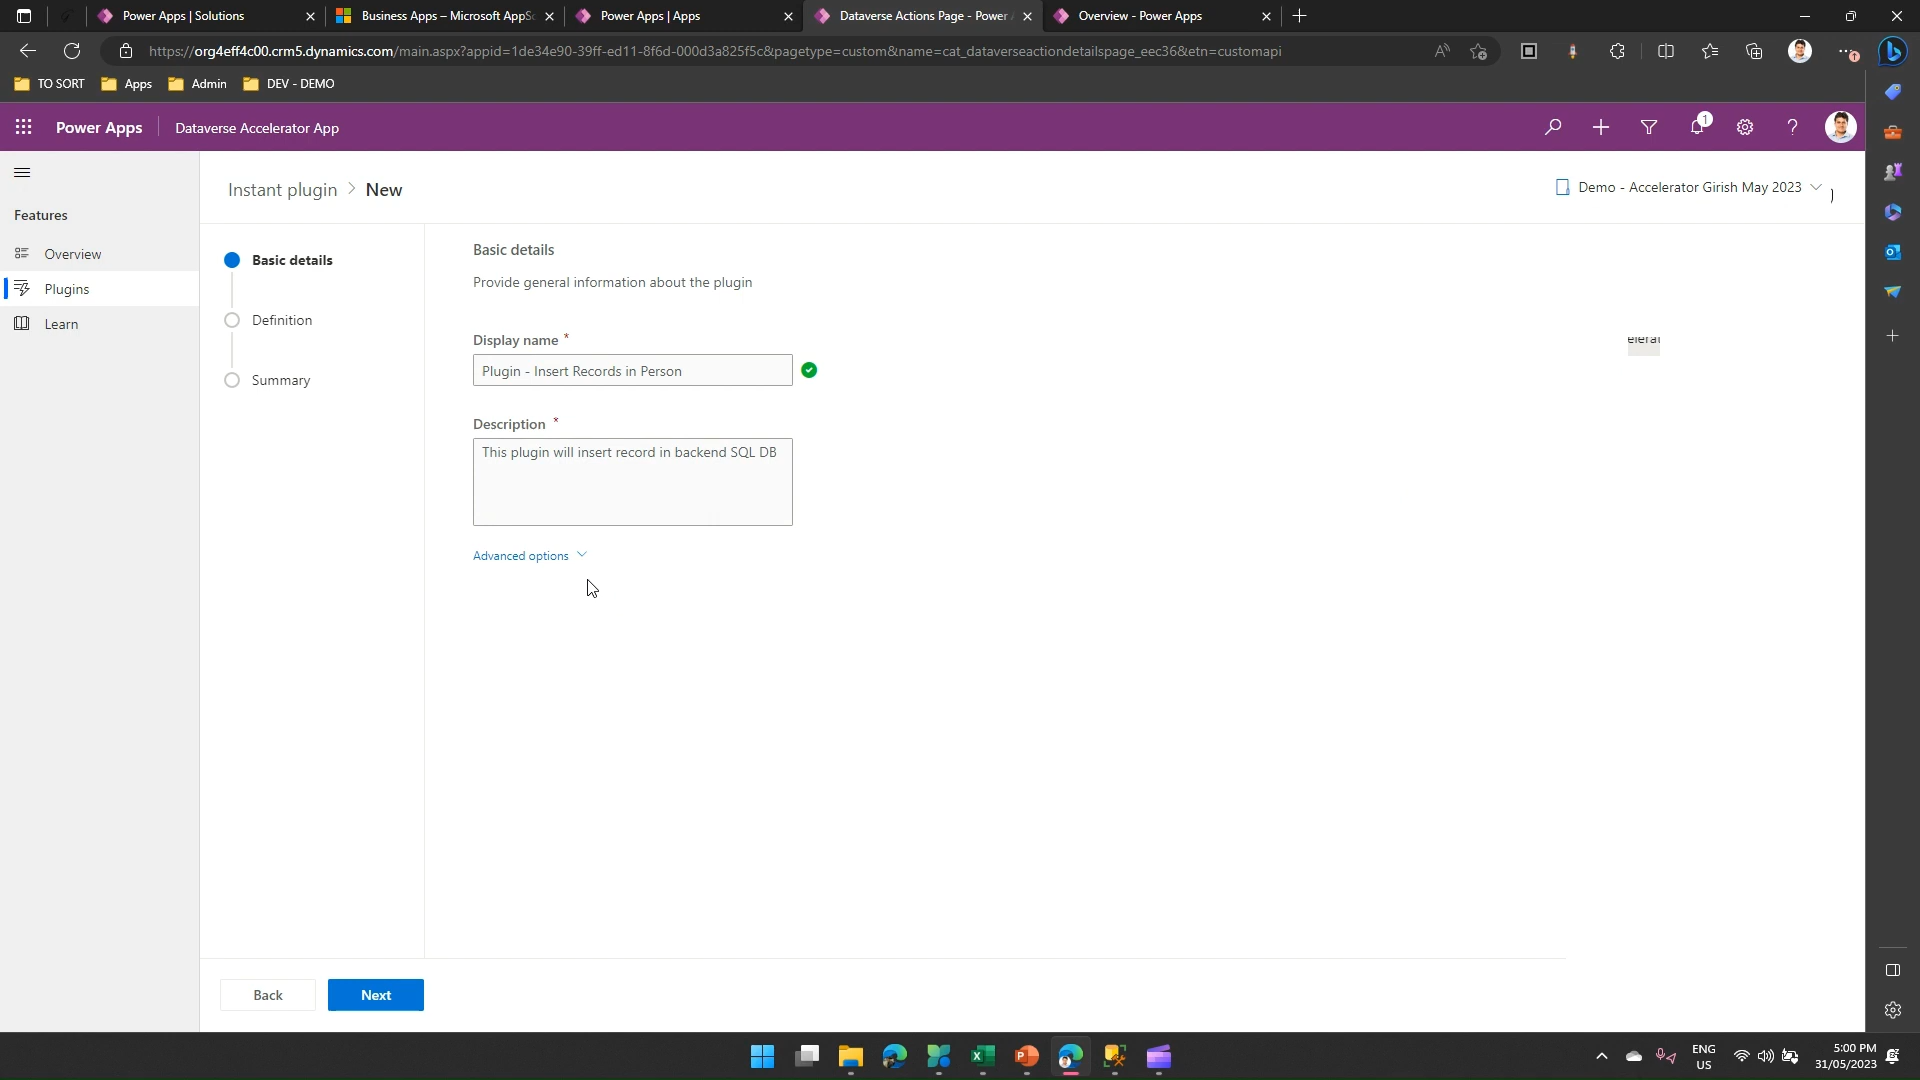 Power Apps | Solutions
Business Apps – Microsoft AppSo
Power Apps | Apps
Dataverse Actions Page - Power A
Overview - Power Apps
https://org4eff4c00.crm5.dynamics.com/main.aspx?appid=1de34e90-39ff-ed11-8f6d-000d3a825f5c&pagetype=custom&name=cat_dataverseactiondetailspage_eec36&etn=customapi
TO SORT
Apps
Admin
DEV - DEMO
Power Apps
Dataverse Accelerator App
1
?
Instant plugin > New
Demo - Accelerator Girish May 2023
Features
Overview
Plugins
Learn
Basic details
Definition
Summary
Basic details
Provide general information about the plugin
Display name *
Plugin - Insert Records in Person
Description *
This plugin will insert record in backend SQL DB
Advanced options
Back
Next
ENG
US
5:00 PM
31/05/2023